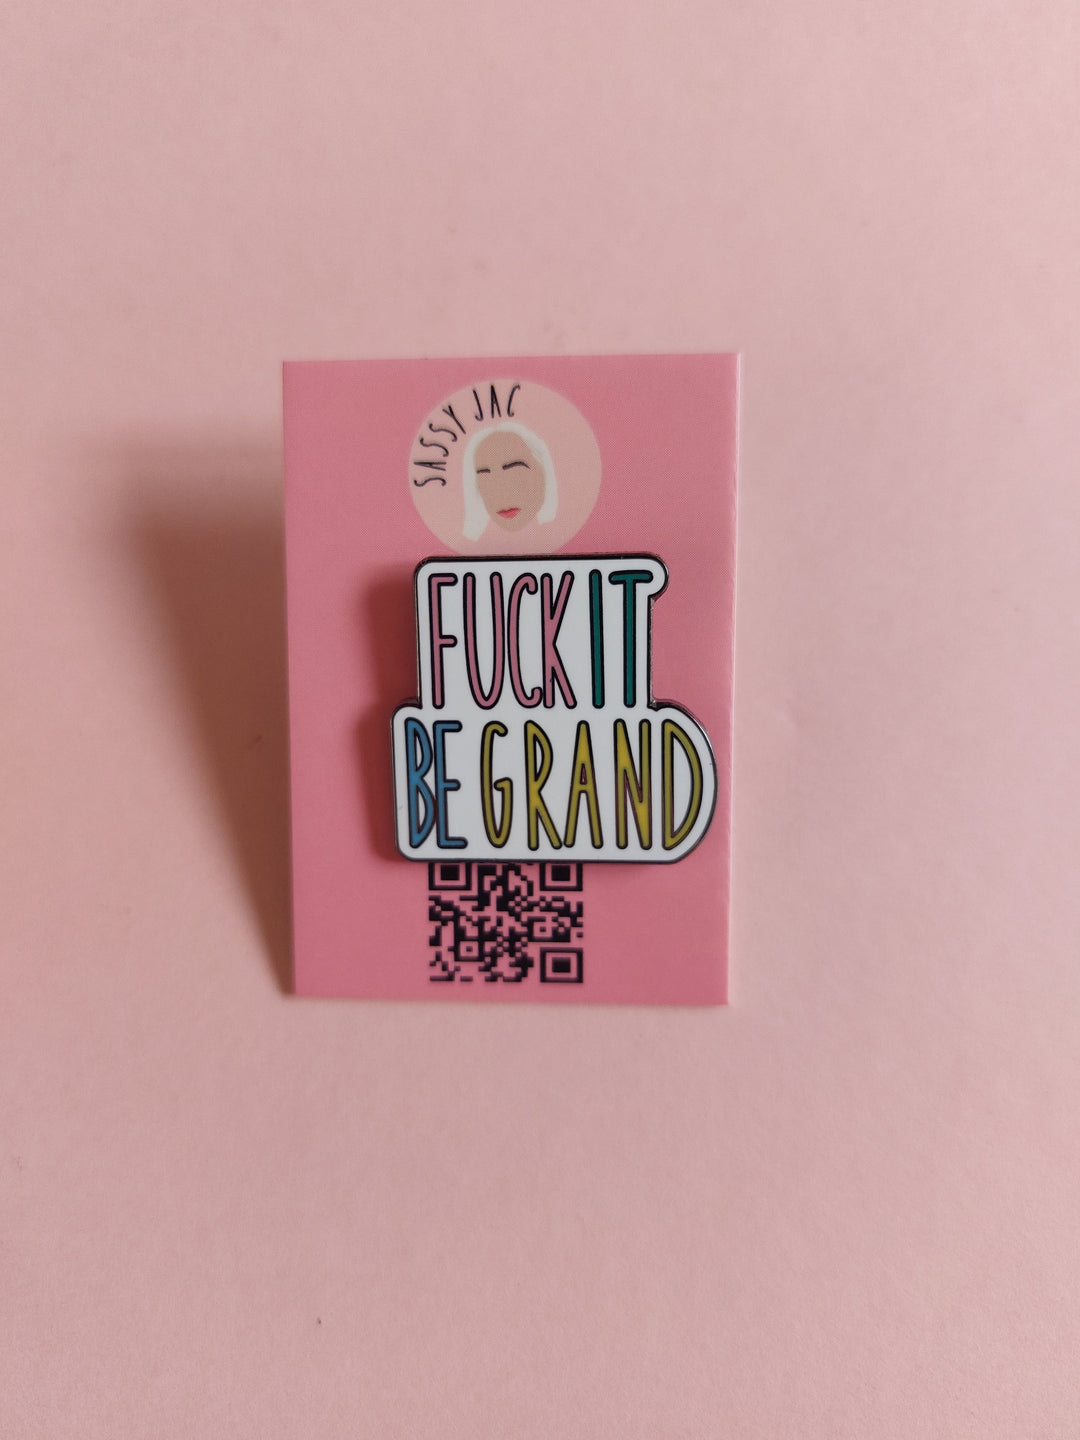 SASSY JAC
FUCK IT
BE GRAND